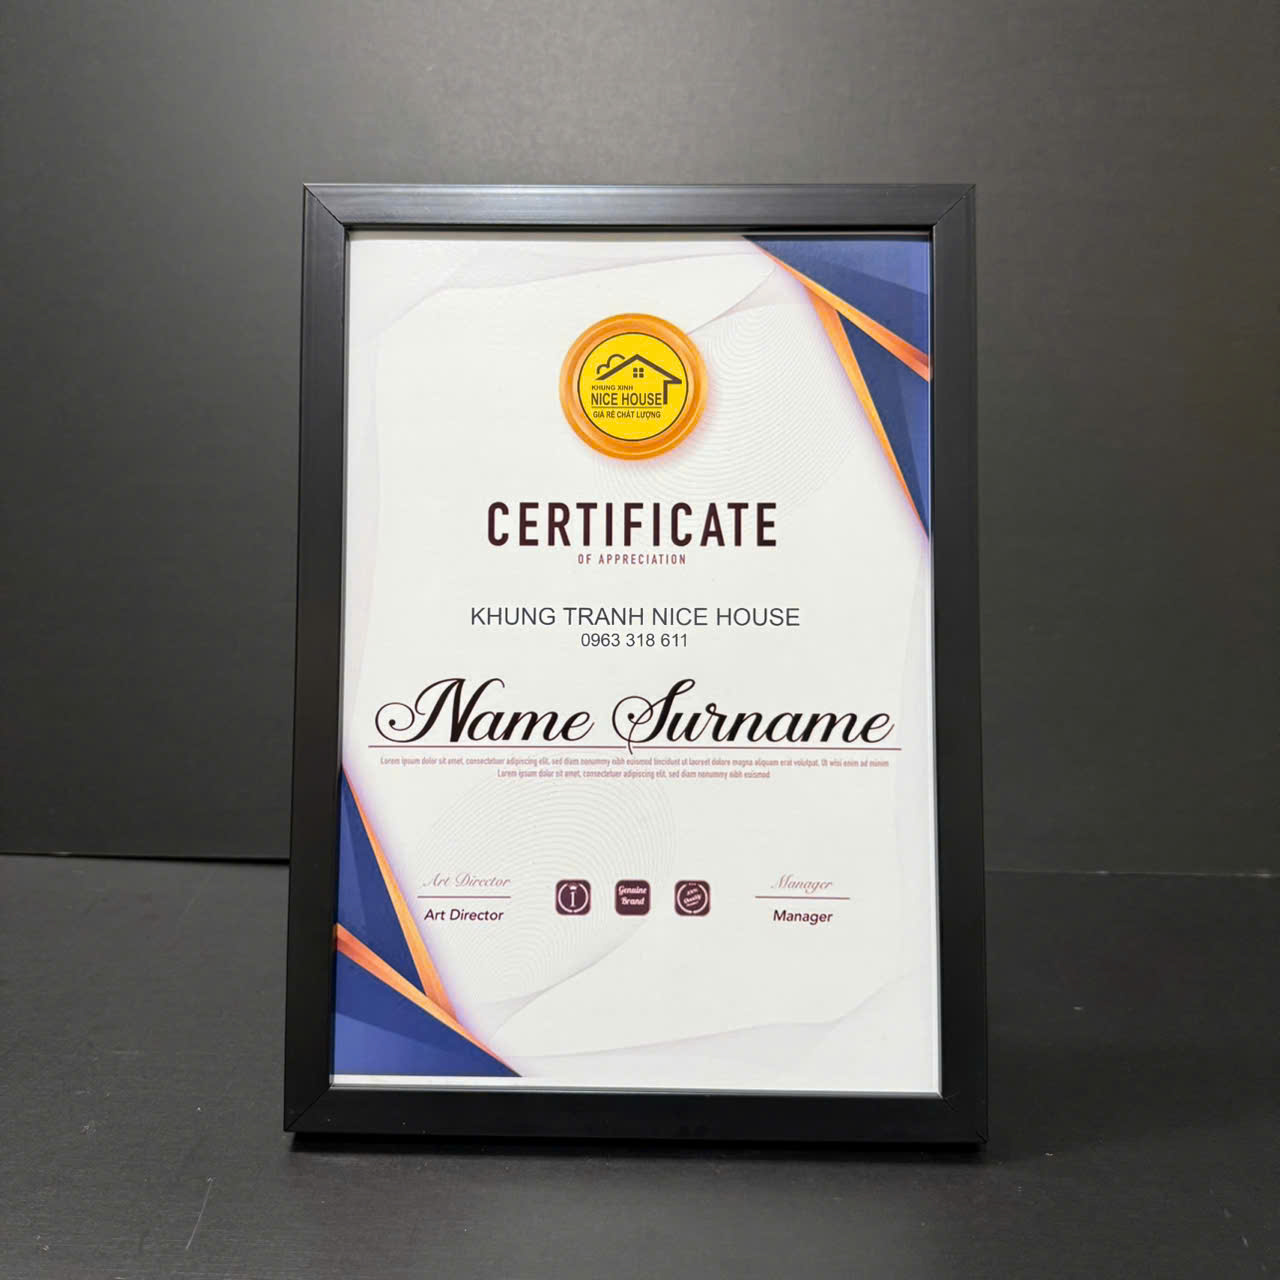 KHUNG XINH
NICE HOUSE
GIÁ RẺ CHẤT LƯỢNG
CERTIFICATE
OF APPRECIATION
KHUNG TRANH NICE HOUSE
0963 318 611
Name Surname
Lorem ipsum dolor sit amet, consectetuer adipiscing elit, sed diam nonummy nibh euismod tincidunt ut laoreet dolore magna aliquam erat volutpat. Ut wisi enim ad minim
Lorem ipsum dolor sit amet, consectetuer adipiscing elit, sed diam nonummy nibh euismod
Art Director
Manager
1
Genuine
Brand
Quality
Art Director
Manager